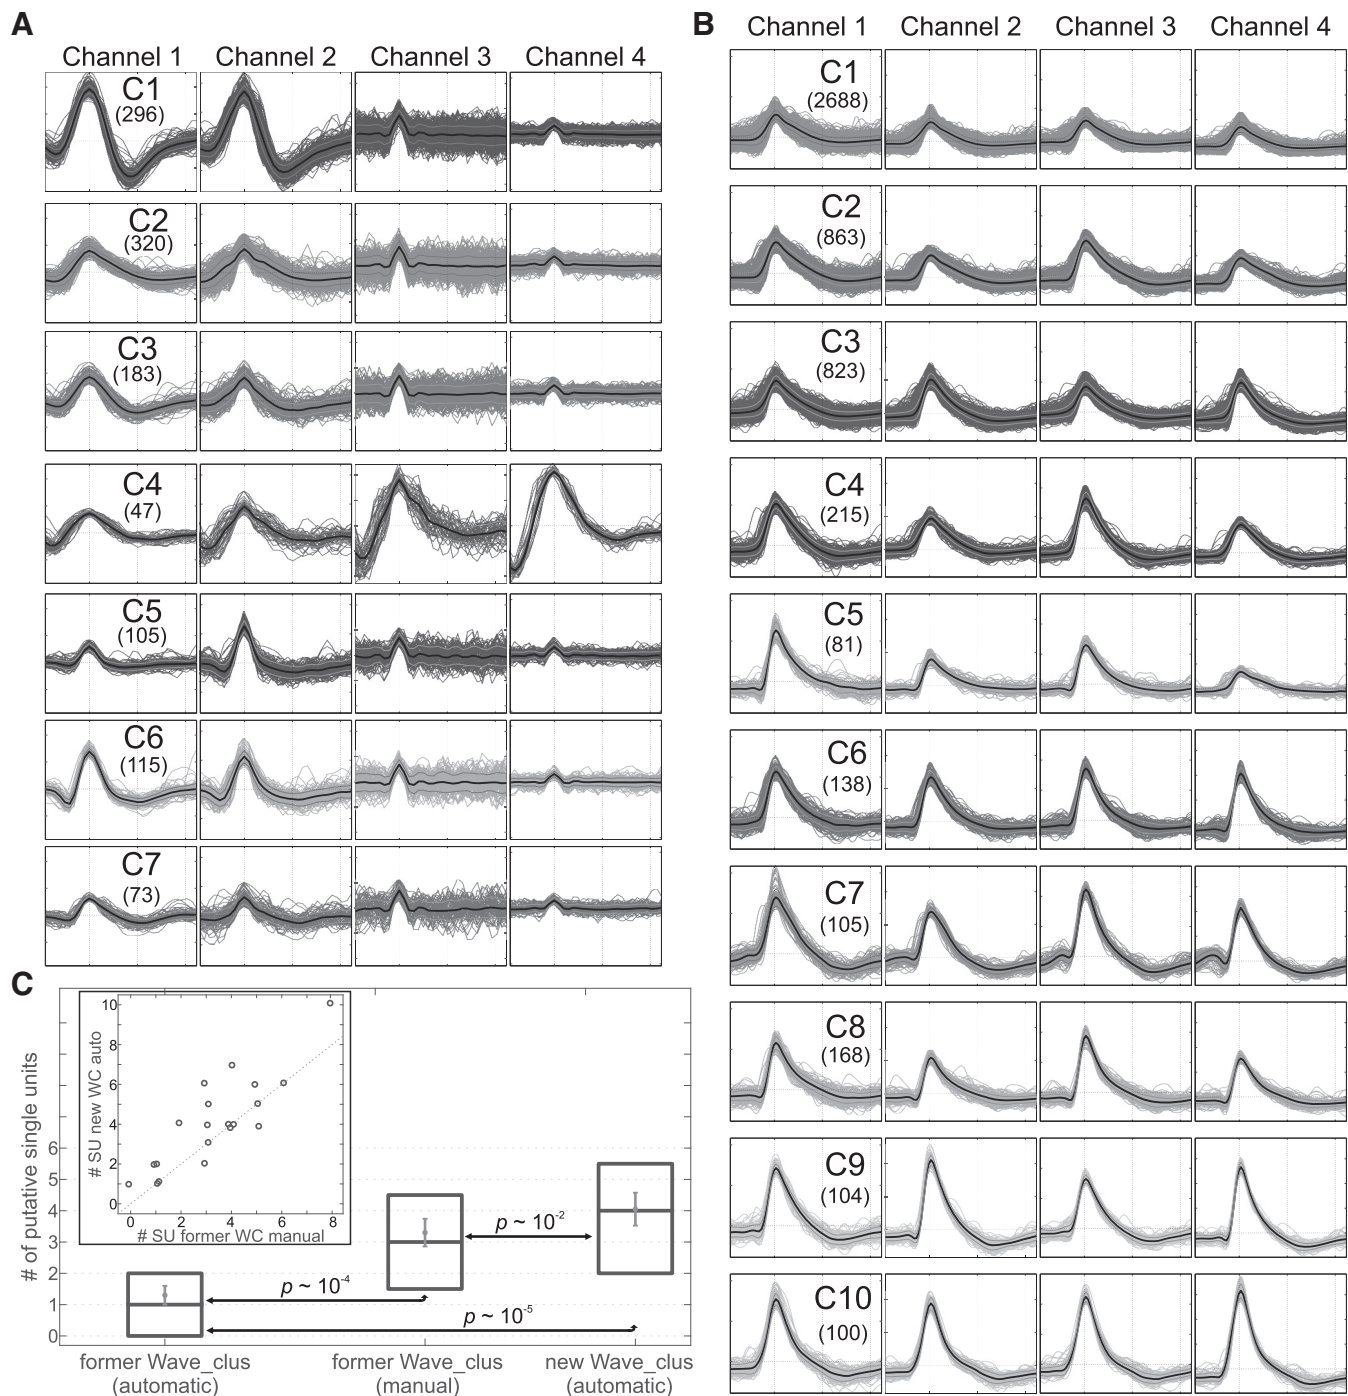 A
Channel 1 Channel 2 Channel 3 Channel 4
C1
(296)
C2
(320)
C3
(183)
C4
(47)
C5
(105)
C6
(115)
C7
(73)
B
Channel 1 Channel 2 Channel 3 Channel 4
C1
(2688)
C2
(863)
C3
(823)
C4
(215)
C5
(81)
C6
(138)
C7
(105)
C8
(168)
C9
(104)
C10
(100)
C
# of putative single units
6
5
4
3
2
1
0
# SU new WC auto
10
8
6
4
2
0
0 2 4 6 8
# SU former WC manual
p ~ 10-2
p ~ 10-4
p ~ 10-5
former Wave_clus former Wave_clus new Wave_clus
(automatic) (manual) (automatic)